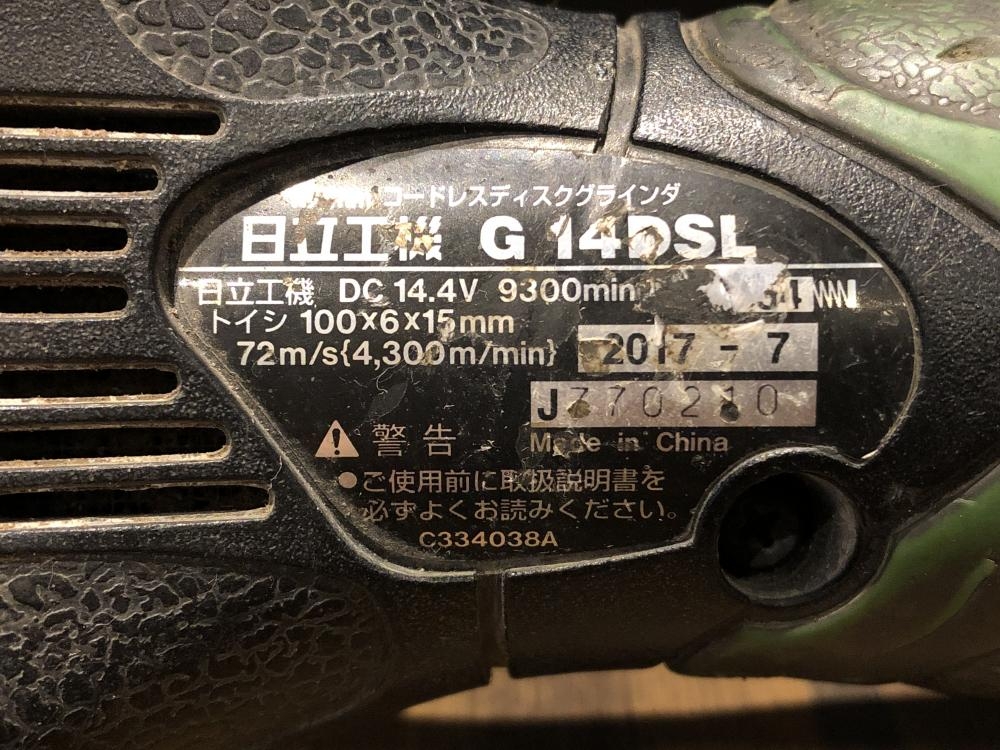 コードレスディスクグラインダ
日立工機 G 14DSL
日立工機 DC 14.4V 9300min
トイシ 100×6×15mm
72m/s{4,300m/min} 2017 - 7
J770210
Made in China
警告
●ご使用前に取扱説明書を
必ずよくお読みください。
C334038A